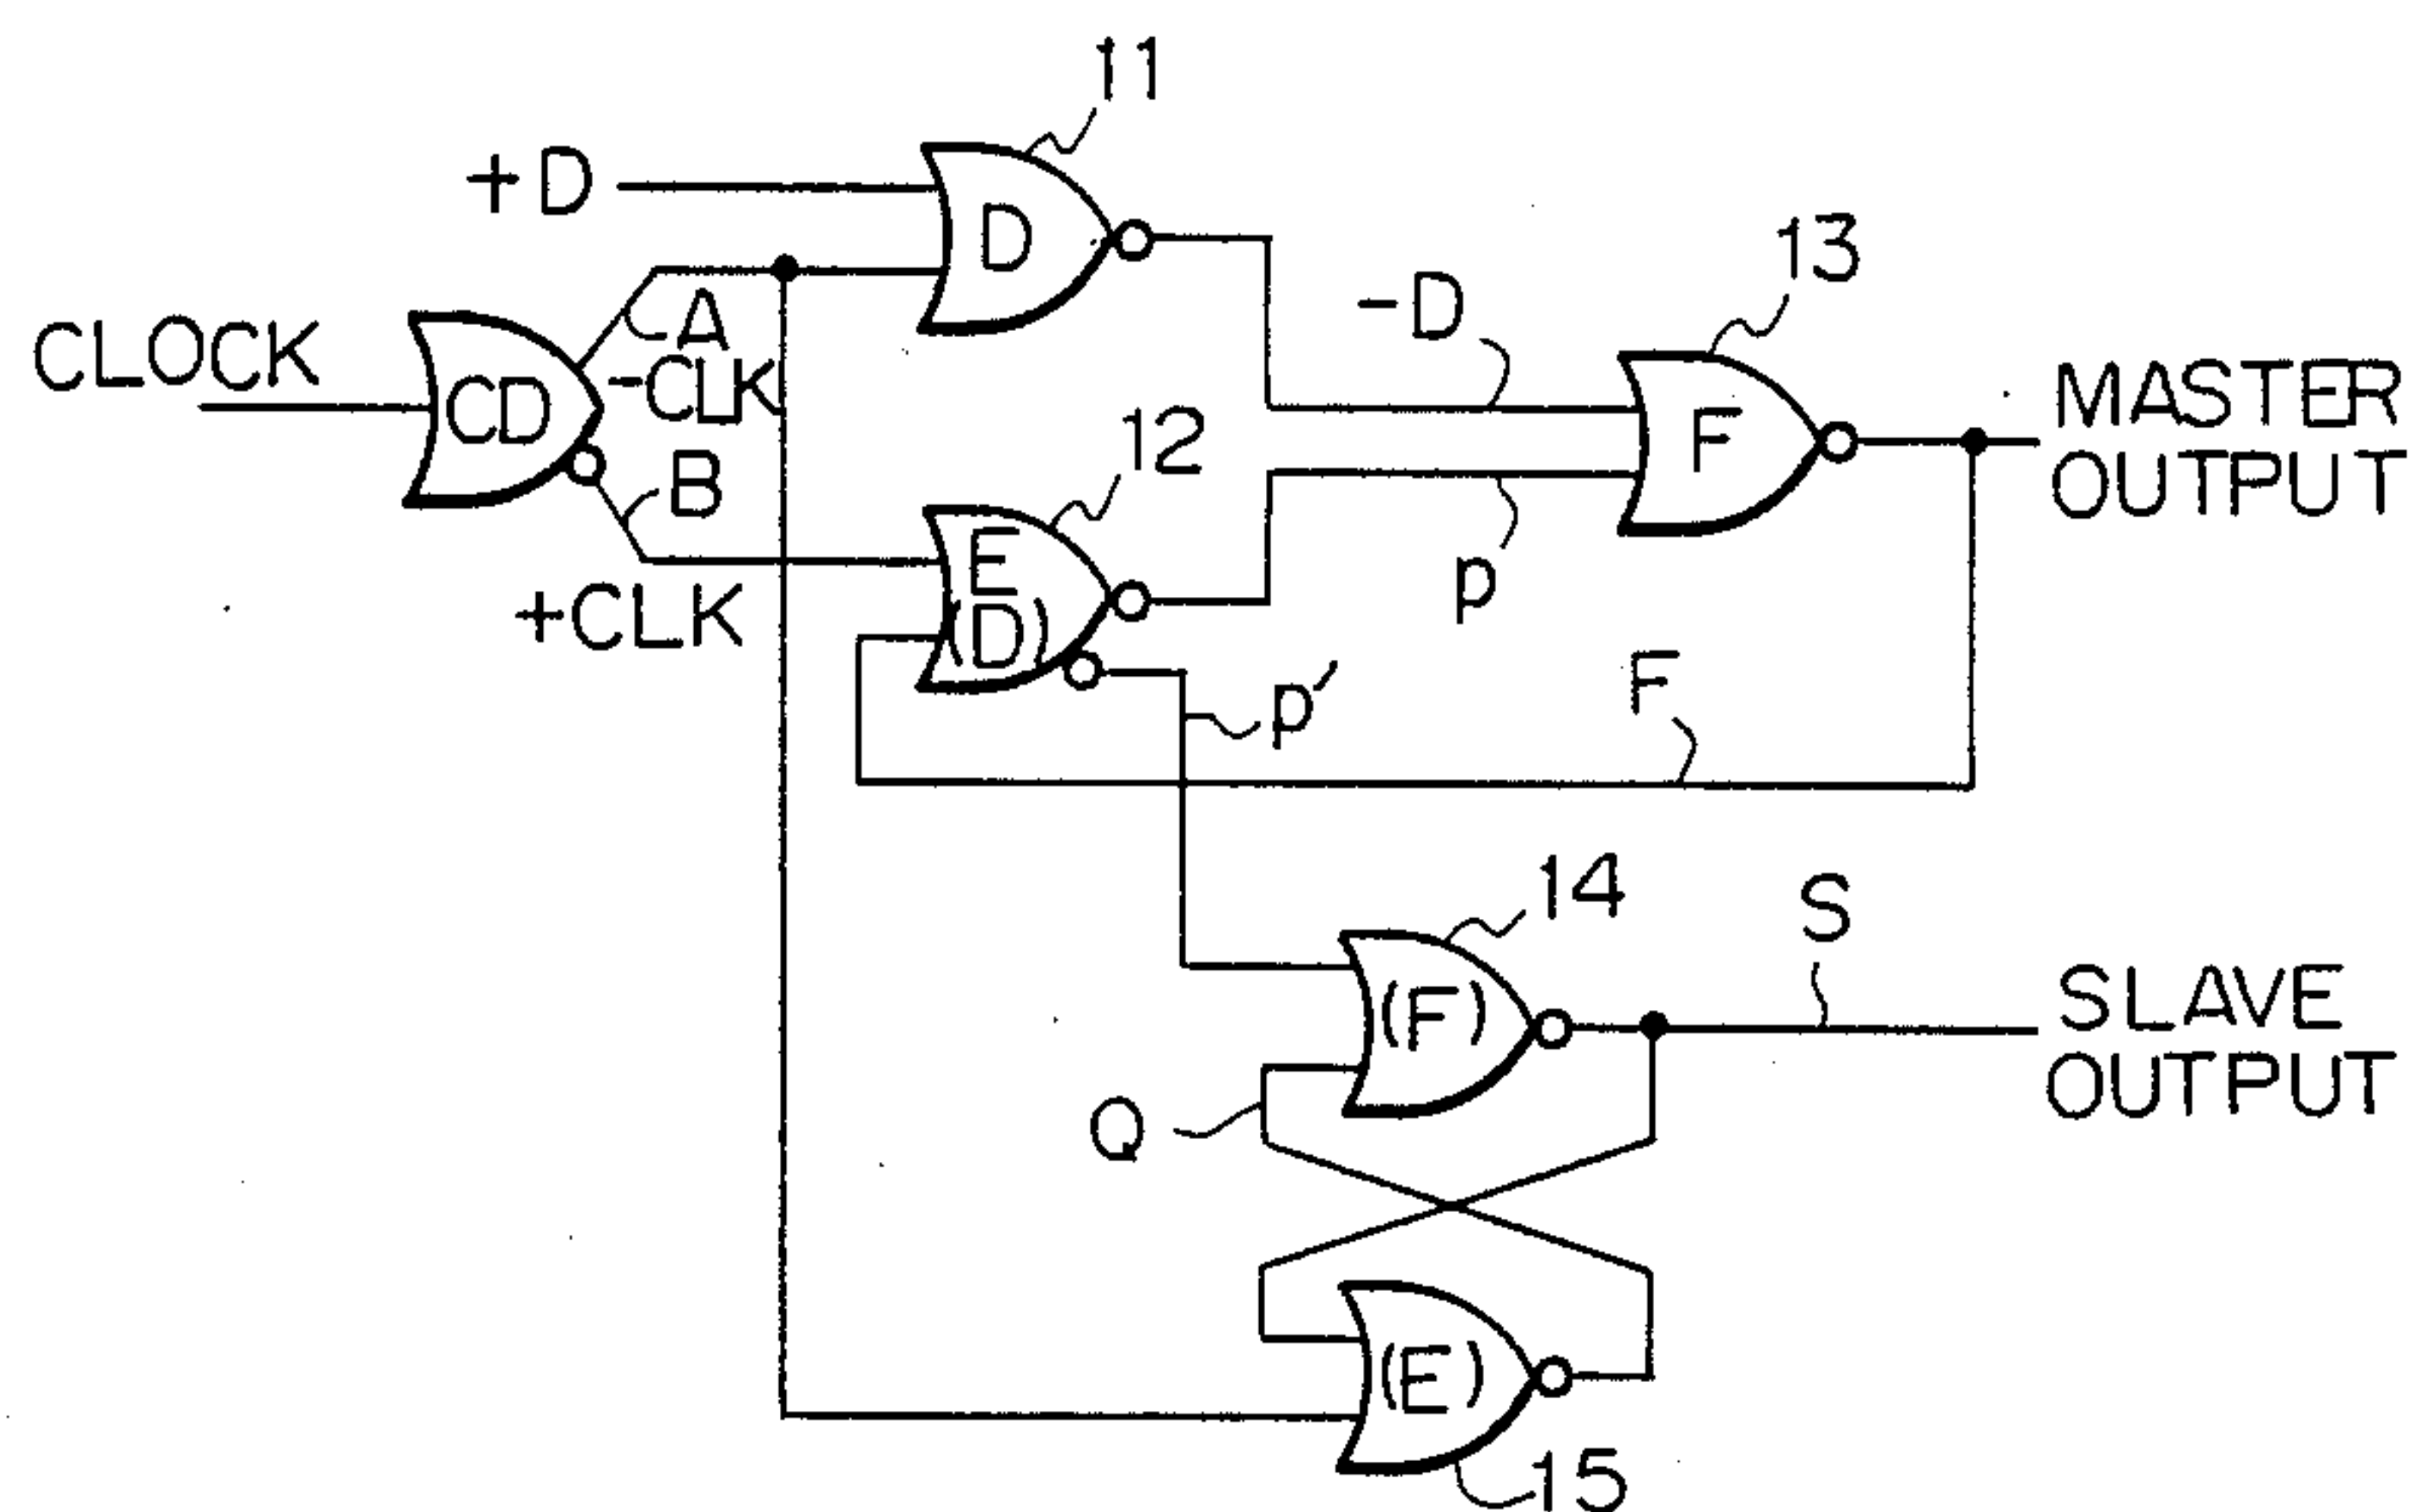 11
+D
D
13
-D
A
CLOCK
-CLK
CD
F
MASTER
OUTPUT
12
B
E
(D)
+CLK
p
p'
F
14
S
(F)
SLAVE
OUTPUT
Q
(E)
15